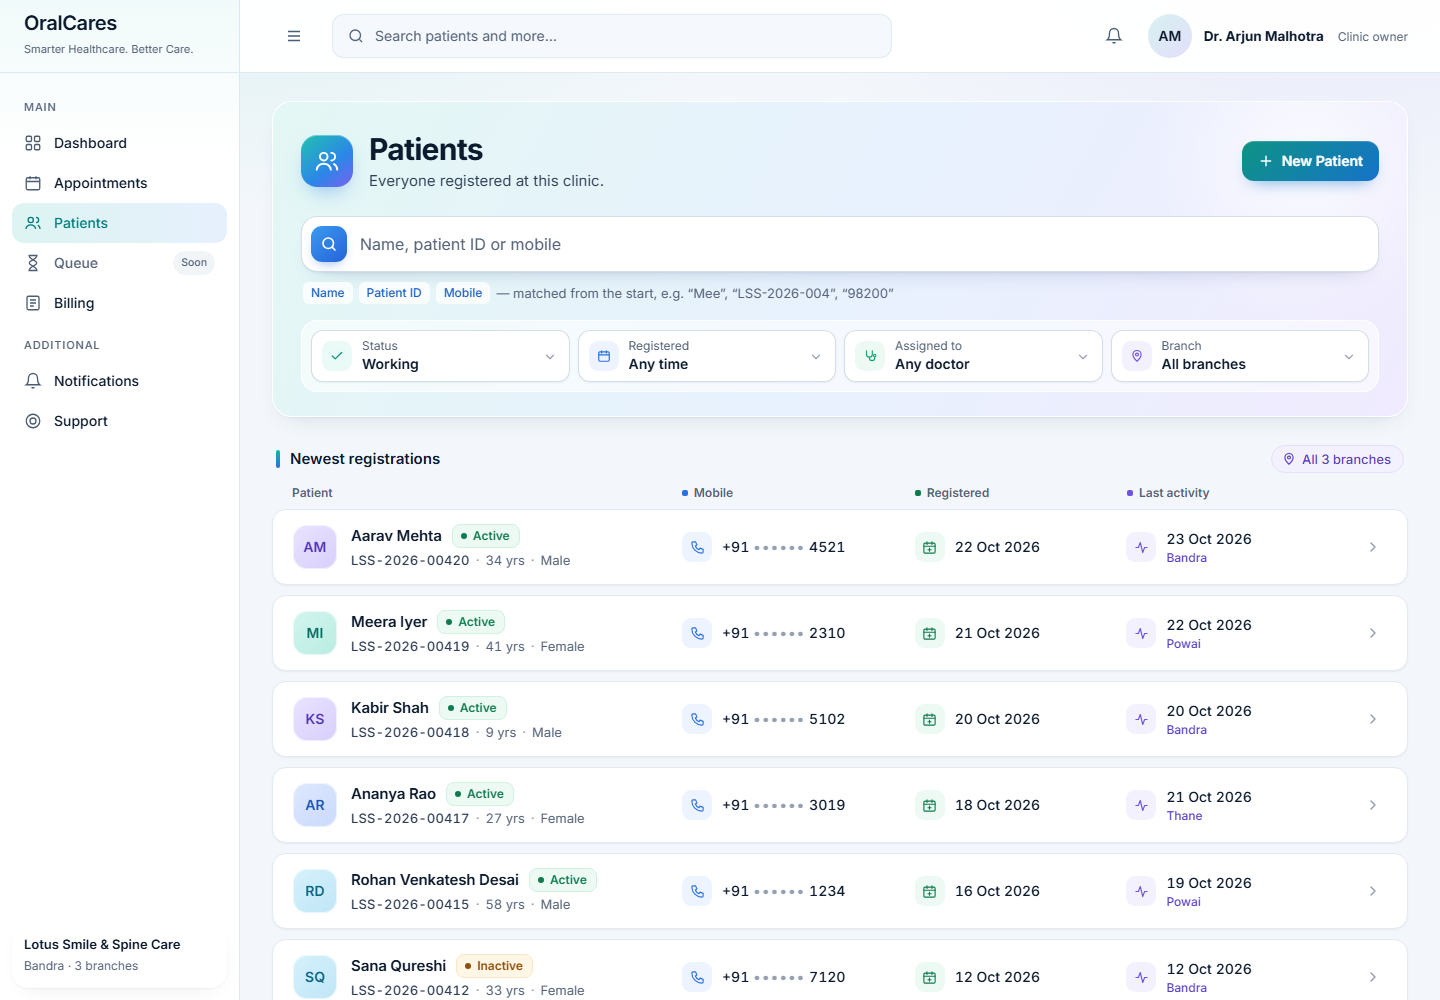 OralCares
Smarter Healthcare. Better Care.
Search patients and more...
AM
Dr. Arjun Malhotra
Clinic owner
MAIN
Dashboard
Appointments
Patients
Queue
Soon
Billing
ADDITIONAL
Notifications
Support
Lotus Smile & Spine Care
Bandra · 3 branches
Patients
Everyone registered at this clinic.
+ New Patient
Name, patient ID or mobile
Name Patient ID Mobile — matched from the start, e.g. “Mee”, “LSS-2026-004”, “98200”
Status
Working
Registered
Any time
Assigned to
Any doctor
Branch
All branches
Newest registrations
All 3 branches
Patient Mobile Registered Last activity
AM
Aarav Mehta Active
LSS-2026-00420 · 34 yrs · Male
+91 •••••• 4521
22 Oct 2026
23 Oct 2026
Bandra
MI
Meera Iyer Active
LSS-2026-00419 · 41 yrs · Female
+91 •••••• 2310
21 Oct 2026
22 Oct 2026
Powai
KS
Kabir Shah Active
LSS-2026-00418 · 9 yrs · Male
+91 •••••• 5102
20 Oct 2026
20 Oct 2026
Bandra
AR
Ananya Rao Active
LSS-2026-00417 · 27 yrs · Female
+91 •••••• 3019
18 Oct 2026
21 Oct 2026
Thane
RD
Rohan Venkatesh Desai Active
LSS-2026-00415 · 58 yrs · Male
+91 •••••• 1234
16 Oct 2026
19 Oct 2026
Powai
SQ
Sana Qureshi Inactive
LSS-2026-00412 · 33 yrs · Female
+91 •••••• 7120
12 Oct 2026
12 Oct 2026
Bandra